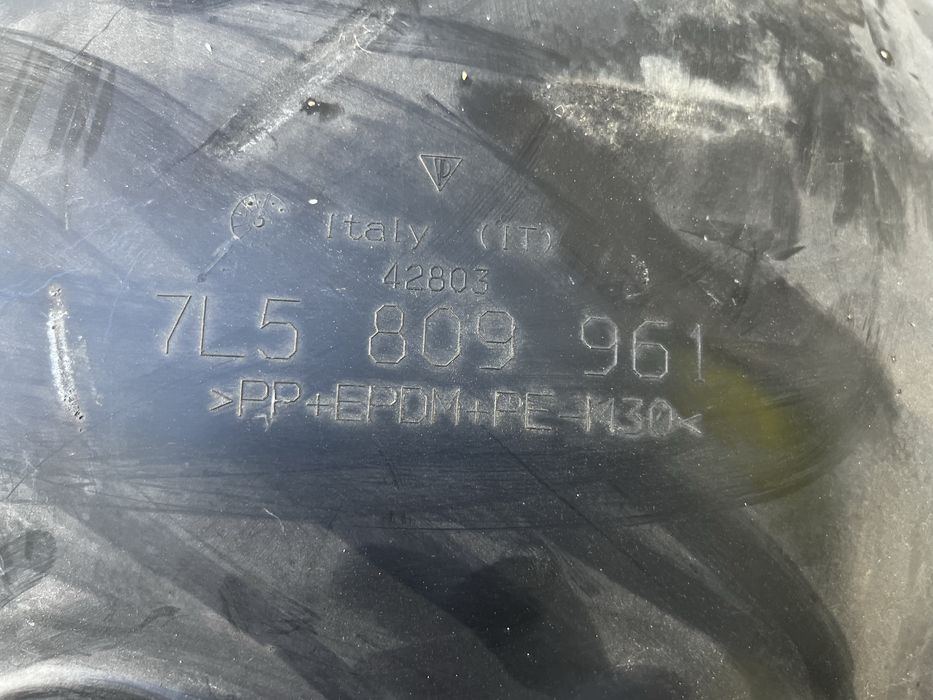 Italy (IT)
42803
7L5 809 961
>PP+EPDM+PE-M30<